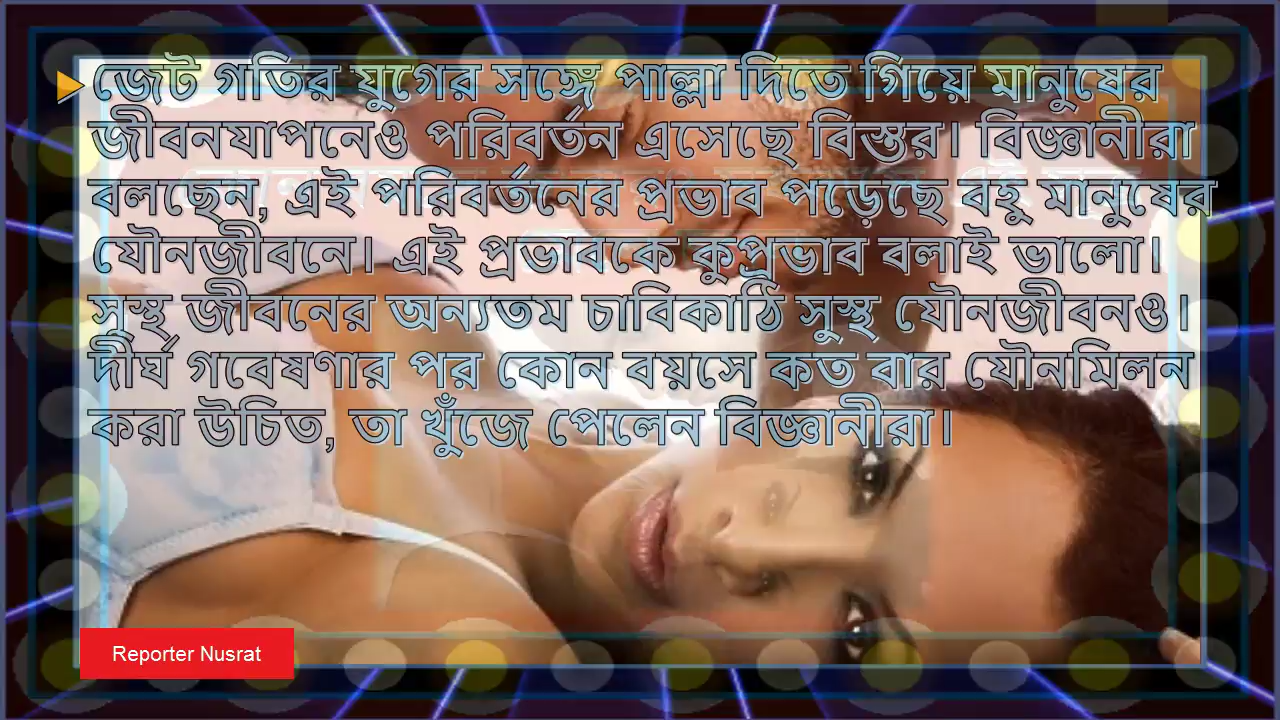 জেট গতির যুগের সঙ্গে পাল্লা দিতে গিয়ে মানুষের
জীবনযাপনেও পরিবর্তন এসেছে বিস্তর। বিজ্ঞানীরা
বলছেন, এই পরিবর্তনের প্রভাব পড়েছে বহু মানুষের
যৌনজীবনে। এই প্রভাবকে কুপ্রভাব বলাই ভালো।
সুস্থ জীবনের অন্যতম চাবিকাঠি সুস্থ যৌনজীবনও।
দীর্ঘ গবেষণার পর কোন বয়সে কত বার যৌনমিলন
করা উচিত, তা খুঁজে পেলেন বিজ্ঞানীরা।
Reporter Nusrat